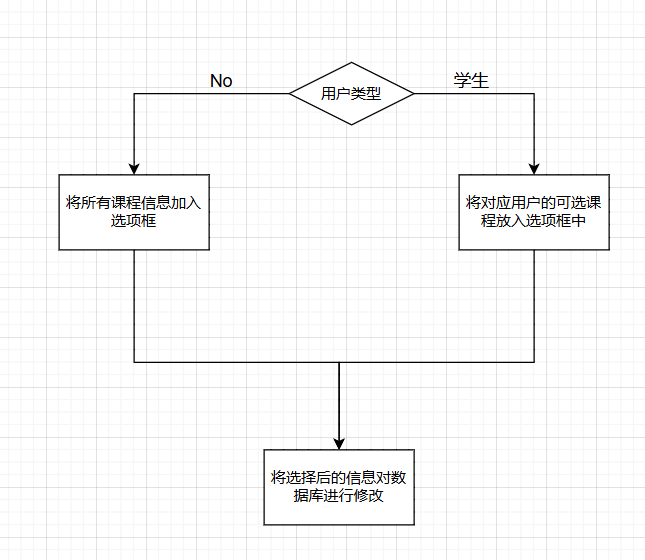 No
学生
用户类型
将所有课程信息加入
选项框
将对应用户的可选课
程放入选项框中
将选择后的信息对数
据库进行修改